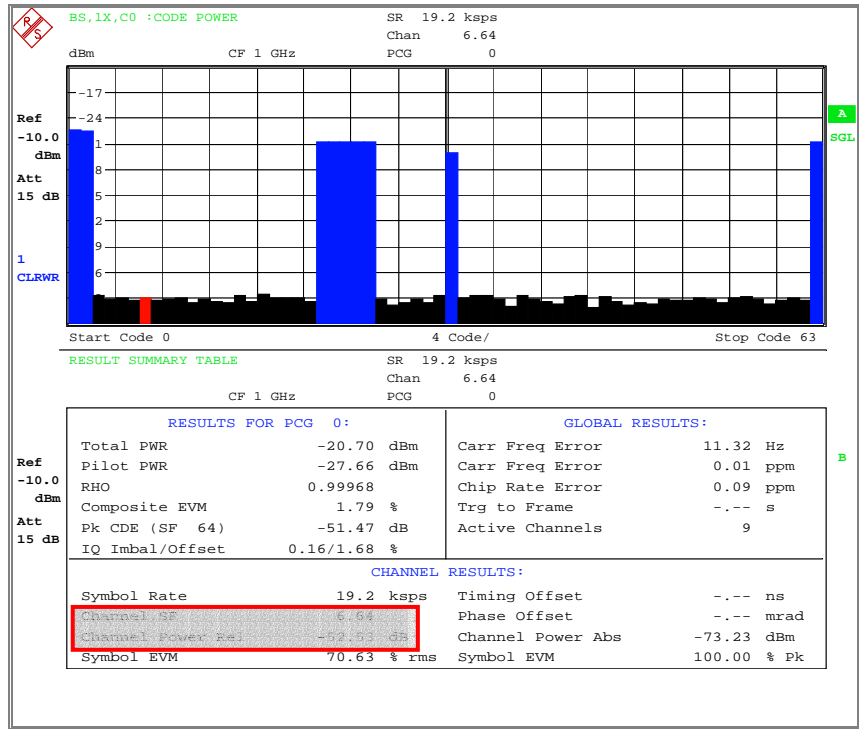 R S
BS,1X,C0 :CODE POWER SR 19.2 ksps
Chan 6.64
dBm CF 1 GHz PCG 0
-17
Ref -24 A
-10.0 1 SGL
dBm
Att 8
15 dB 5
2
9
1
CLRWR 6
Start Code 0 4 Code/ Stop Code 63
RESULT SUMMARY TABLE SR 19.2 ksps
Chan 6.64
CF 1 GHz PCG 0
RESULTS FOR PCG 0: GLOBAL RESULTS:
Total PWR -20.70 dBm Carr Freq Error 11.32 Hz
Ref Pilot PWR -27.66 dBm Carr Freq Error 0.01 ppm B
-10.0 RHO 0.99968 Chip Rate Error 0.09 ppm
dBm Composite EVM 1.79 % Trg to Frame -.-- s
Att Pk CDE (SF 64) -51.47 dB Active Channels 9
15 dB IQ Imbal/Offset 0.16/1.68 %
CHANNEL RESULTS:
Symbol Rate 19.2 ksps Timing Offset -.-- ns
Channel.SF 6.64 Phase Offset -.-- mrad
Channel Power Rel -52.53 dB Channel Power Abs -73.23 dBm
Symbol EVM 70.63 % rms Symbol EVM 100.00 % Pk